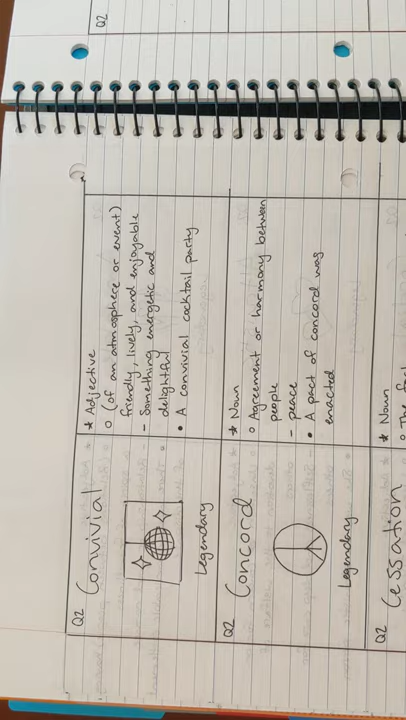 Q2
Q2
Convivial
Legendary
* Adjective
o (of an atmosphere or event)
friendly, lively, and enjoyable
- Something energetic and
delightful
• A convivial cocktail party
Q2
Concord
Legendary
* Noun
o Agreement or harmony between
people
- peace
• A pact of concord was
enacted
Q2
Cessation
* Noun